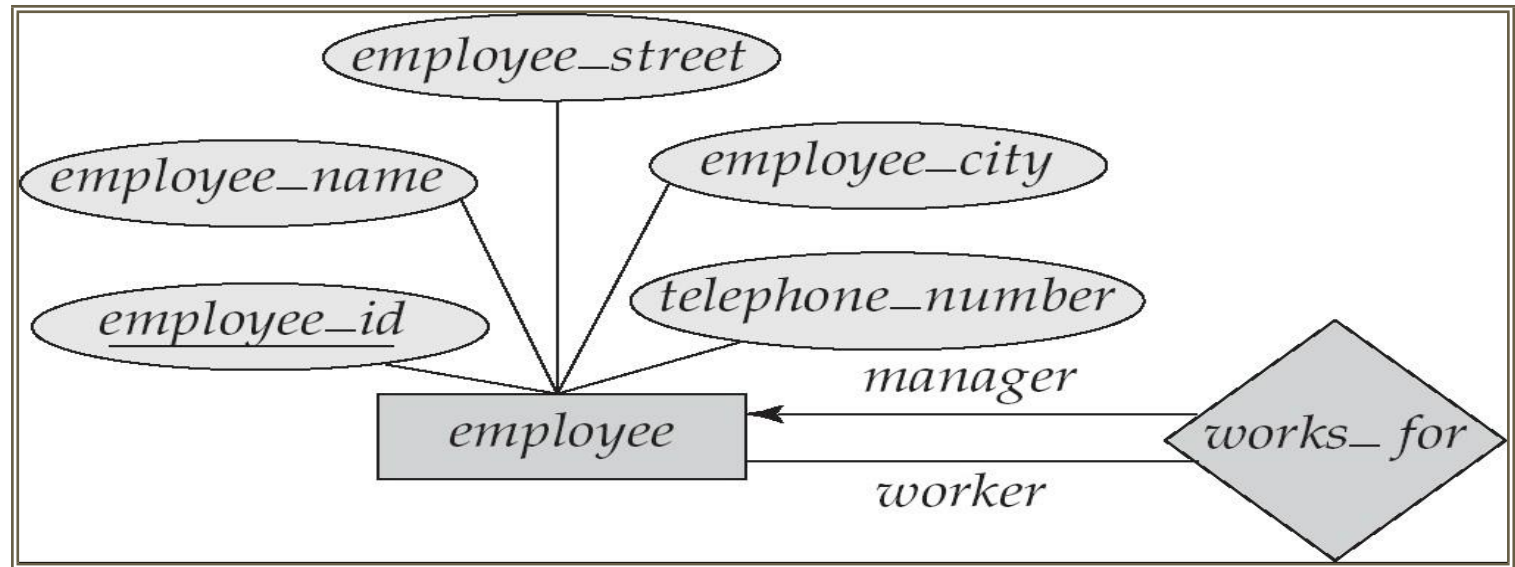 employee_street
employee_name
employee_city
employee_id
telephone_number
manager
employee
works_ for
worker